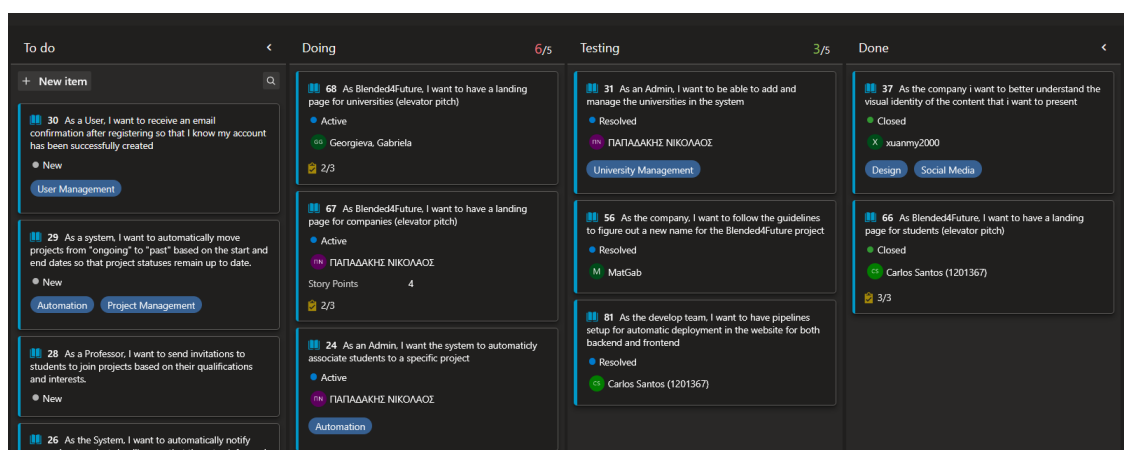 To do
+ New item
30 As a User, I want to receive an email
confirmation after registering so that I know my account
has been successfully created
New
User Management
29 As a system, I want to automatically move
projects from "ongoing" to "past" based on the start and
end dates so that project statuses remain up to date.
New
Automation Project Management
28 As a Professor, I want to send invitations to
students to join projects based on their qualifications
and interests.
New
26 As the System, I want to automatically notify
Doing 6/5
68 As Blended4Future, I want to have a landing
page for universities (elevator pitch)
Active
GG Georgieva, Gabriela
2/3
67 As Blended4Future, I want to have a landing
page for companies (elevator pitch)
Active
ΠΝ ΠΑΠΑΔΑΚΗΣ ΝΙΚΟΛΑΟΣ
Story Points 4
2/3
24 As an Admin, I want the system to automaticly
associate students to a specific project
Active
ΠΝ ΠΑΠΑΔΑΚΗΣ ΝΙΚΟΛΑΟΣ
Automation
Testing 3/5
31 As an Admin, I want to be able to add and
manage the universities in the system
Resolved
ΠΝ ΠΑΠΑΔΑΚΗΣ ΝΙΚΟΛΑΟΣ
University Management
56 As the company, I want to follow the guidelines
to figure out a new name for the Blended4Future project
Resolved
M MatGab
81 As the develop team, I want to have pipelines
setup for automatic deployment in the website for both
backend and frontend
Resolved
CS Carlos Santos (1201367)
Done
37 As the company i want to better understand the
visual identity of the content that i want to present
Closed
X xuanmy2000
Design Social Media
66 As Blended4Future, I want to have a landing
page for students (elevator pitch)
Closed
CS Carlos Santos (1201367)
3/3